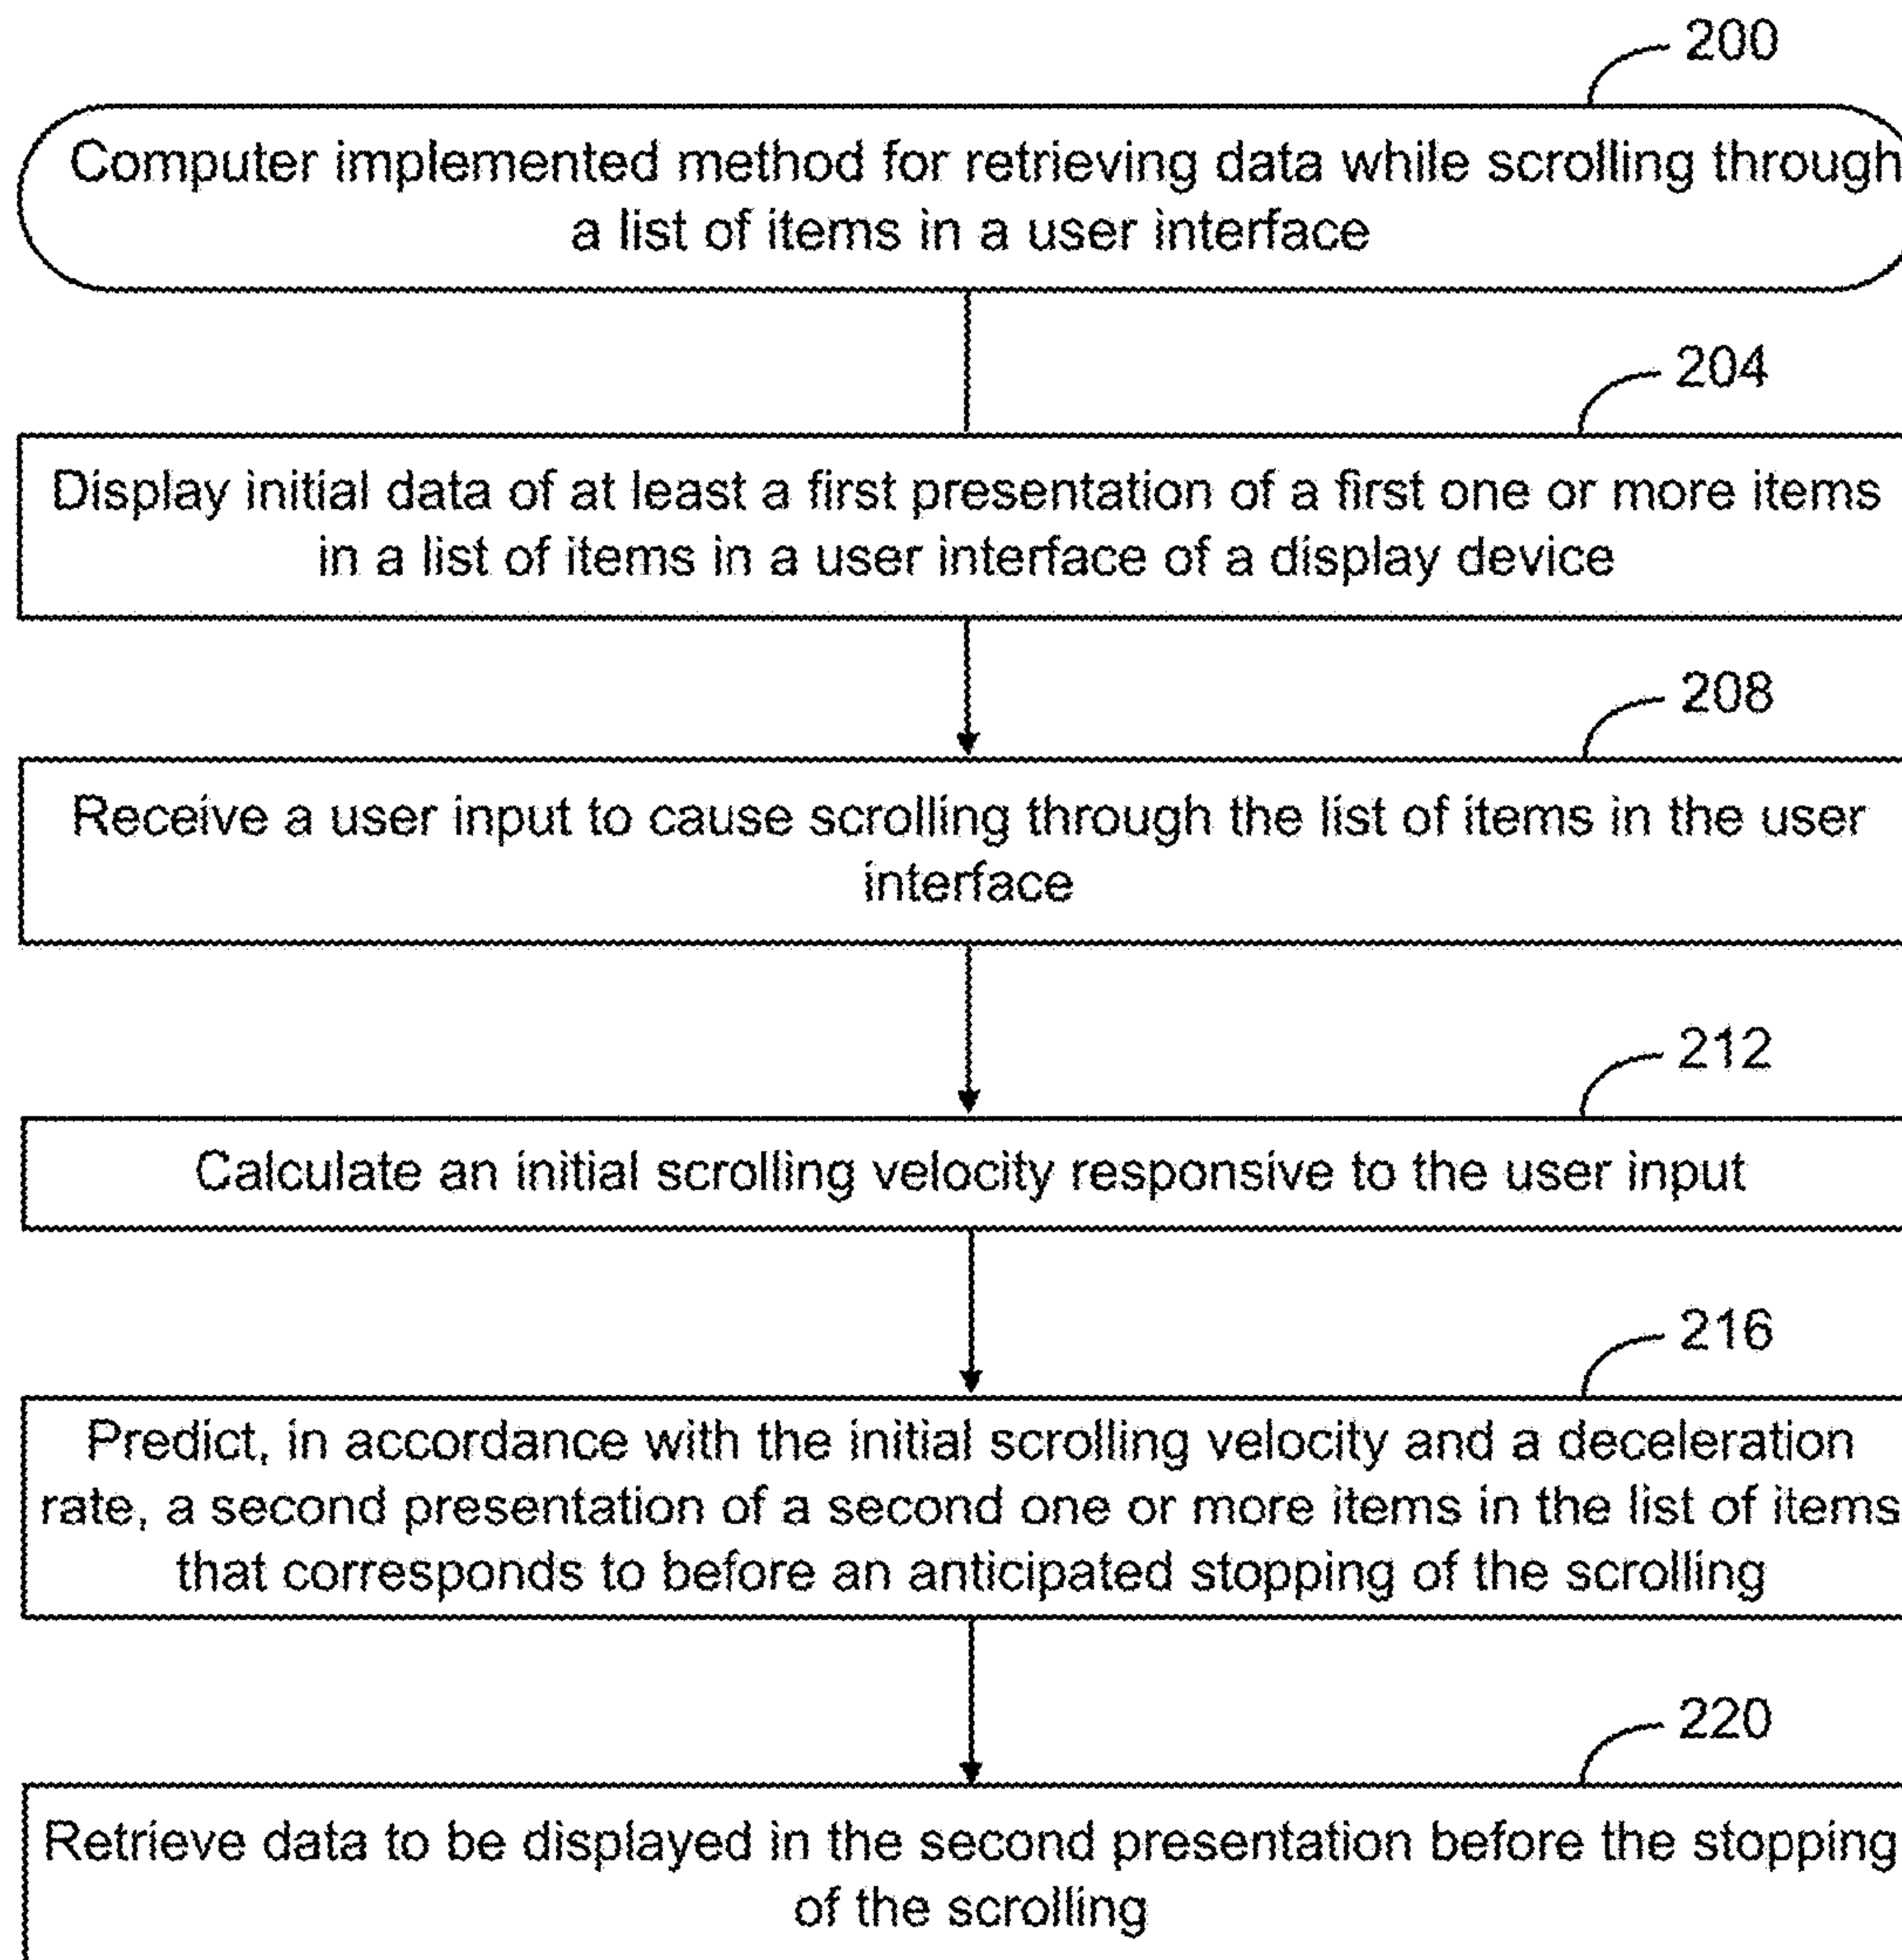 200
Computer implemented method for retrieving data while scrolling through
a list of items in a user interface
204
Display initial data of at least a first presentation of a first one or more items
in a list of items in a user interface of a display device
208
Receive a user input to cause scrolling through the list of items in the user
interface
212
Calculate an initial scrolling velocity responsive to the user input
216
Predict, in accordance with the initial scrolling velocity and a deceleration
rate, a second presentation of a second one or more items in the list of items
that corresponds to before an anticipated stopping of the scrolling
220
Retrieve data to be displayed in the second presentation before the stopping
of the scrolling